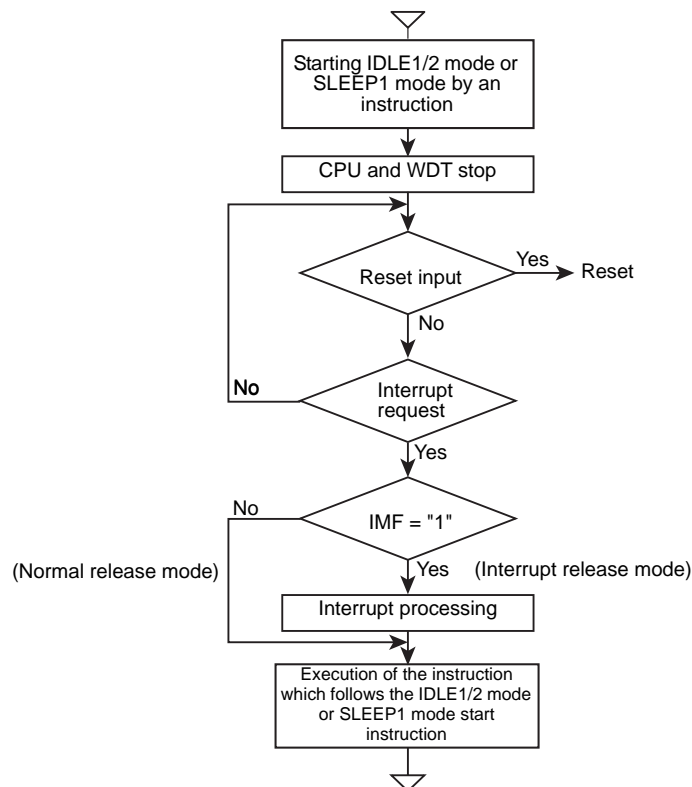 Starting IDLE1/2 mode or
SLEEP1 mode by an
instruction
CPU and WDT stop
Reset input
Yes
Reset
No
Interrupt
request
No
Yes
IMF = "1"
No
(Normal release mode)
Yes
(Interrupt release mode)
Interrupt processing
Execution of the instruction
which follows the IDLE1/2 mode
or SLEEP1 mode start
instruction